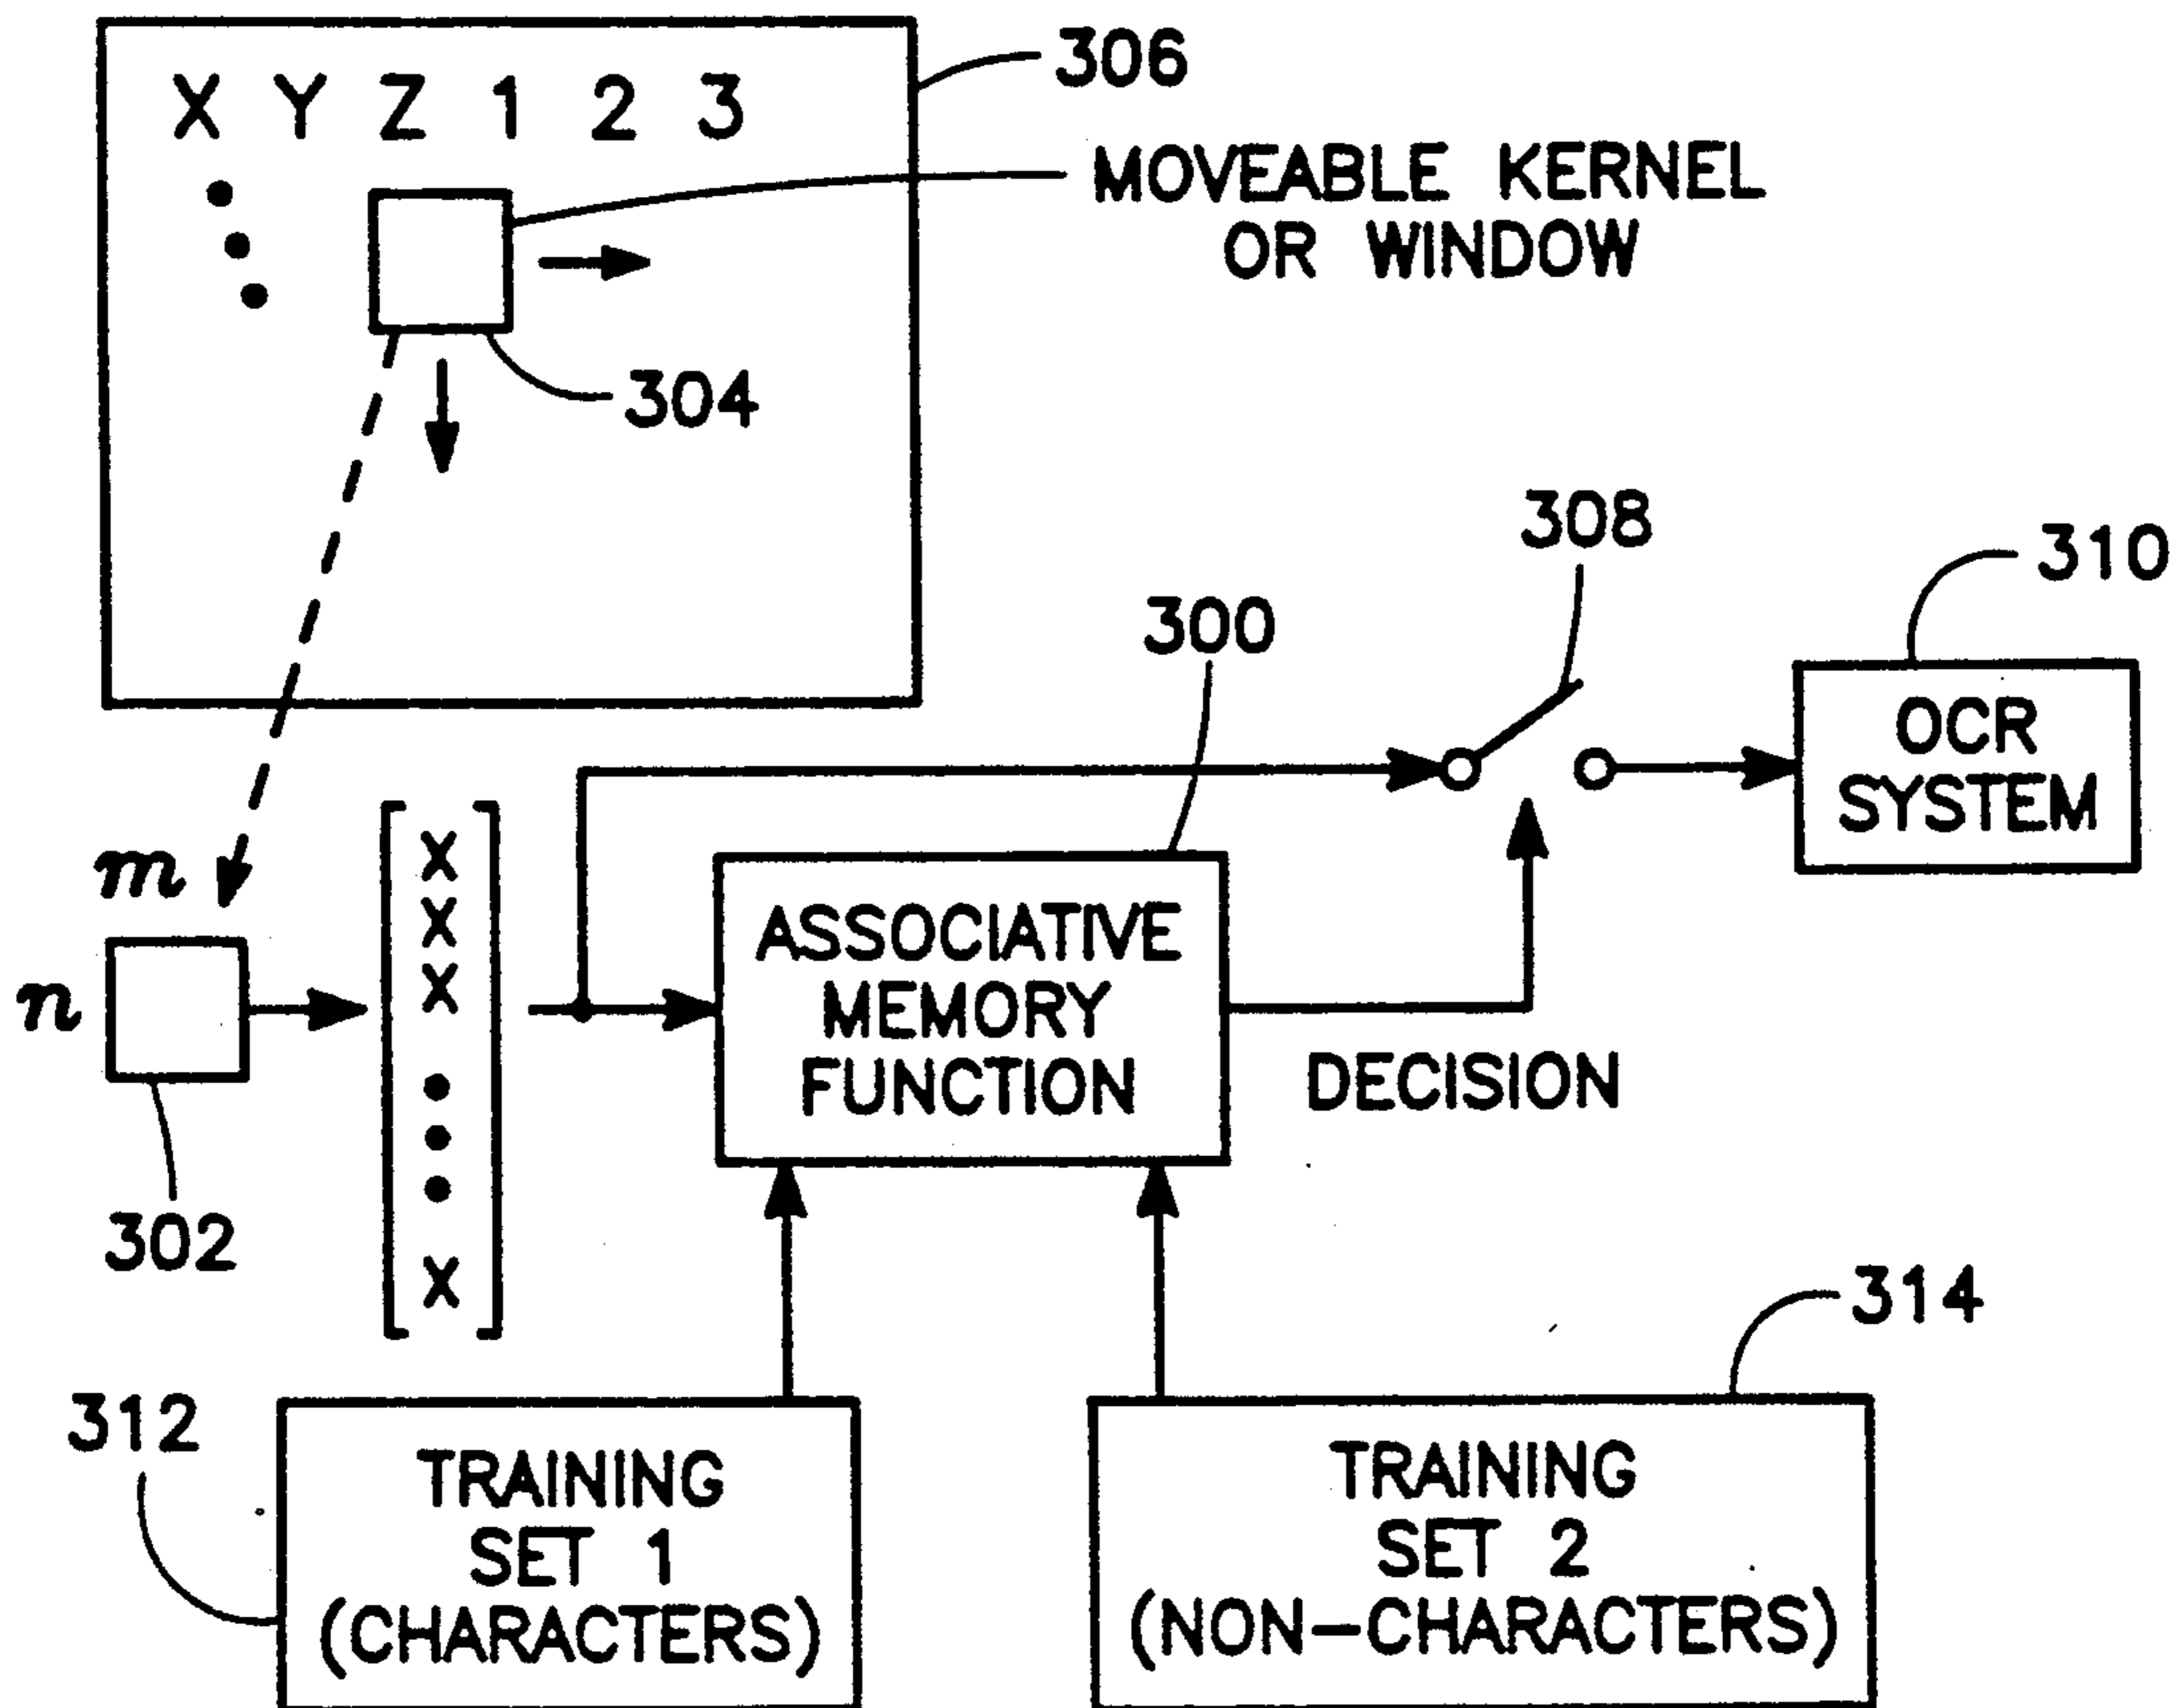 306
X Y Z 1 2 3
MOVEABLE KERNEL
OR WINDOW
304
308
310
300
OCR
SYSTEM
m
n
302
X
X
X
X
ASSOCIATIVE
MEMORY
FUNCTION
DECISION
314
312
TRAINING
SET 1
(CHARACTERS)
TRAINING
SET 2
(NON-CHARACTERS)